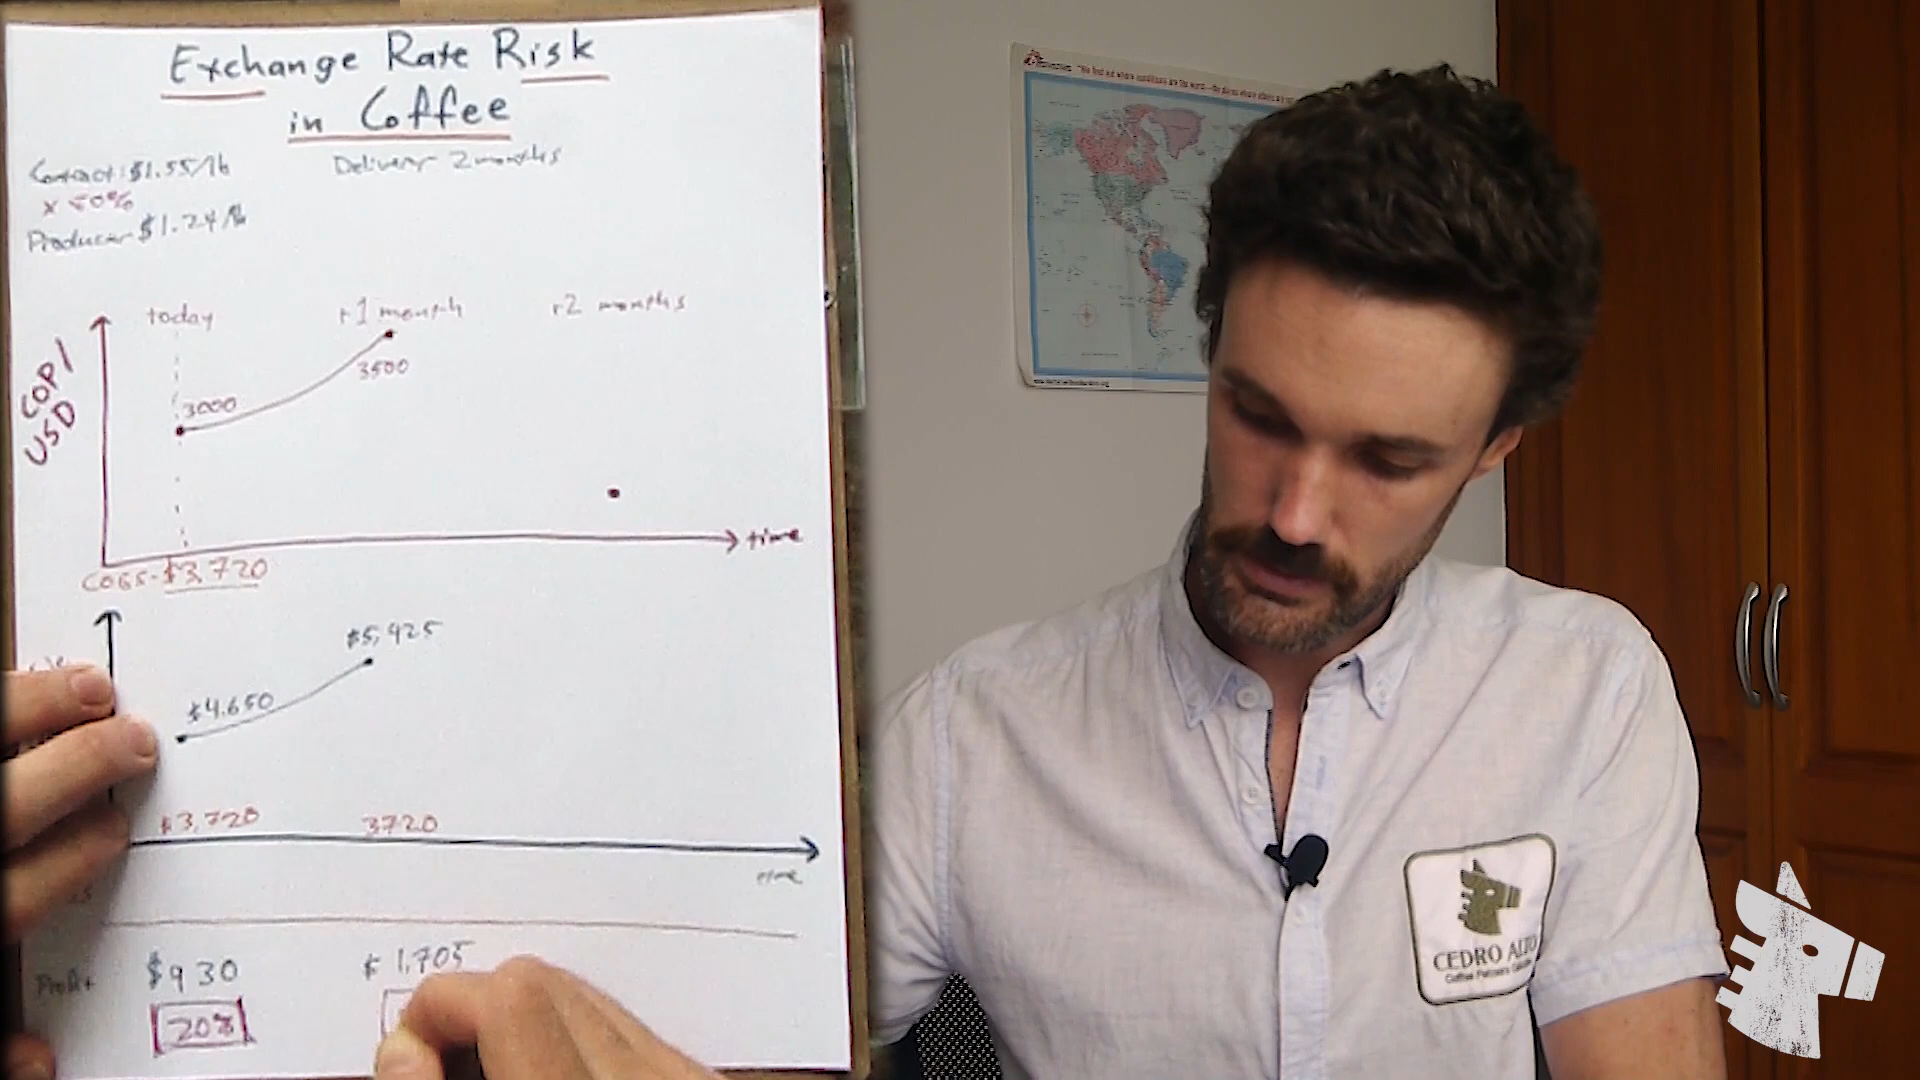 Exchange Rate Risk
in Coffee
Contract: $1.55/lb
Delivery 2 months
x 80%
Producer $1.24/lb
today
+1 month
+2 months
COP/
USD
3000
3500
time
COGS - $3,720
$5,425
$4,650
$3,720
3720
time
Profit
$930
$1,705
20%
CEDRO ALTO